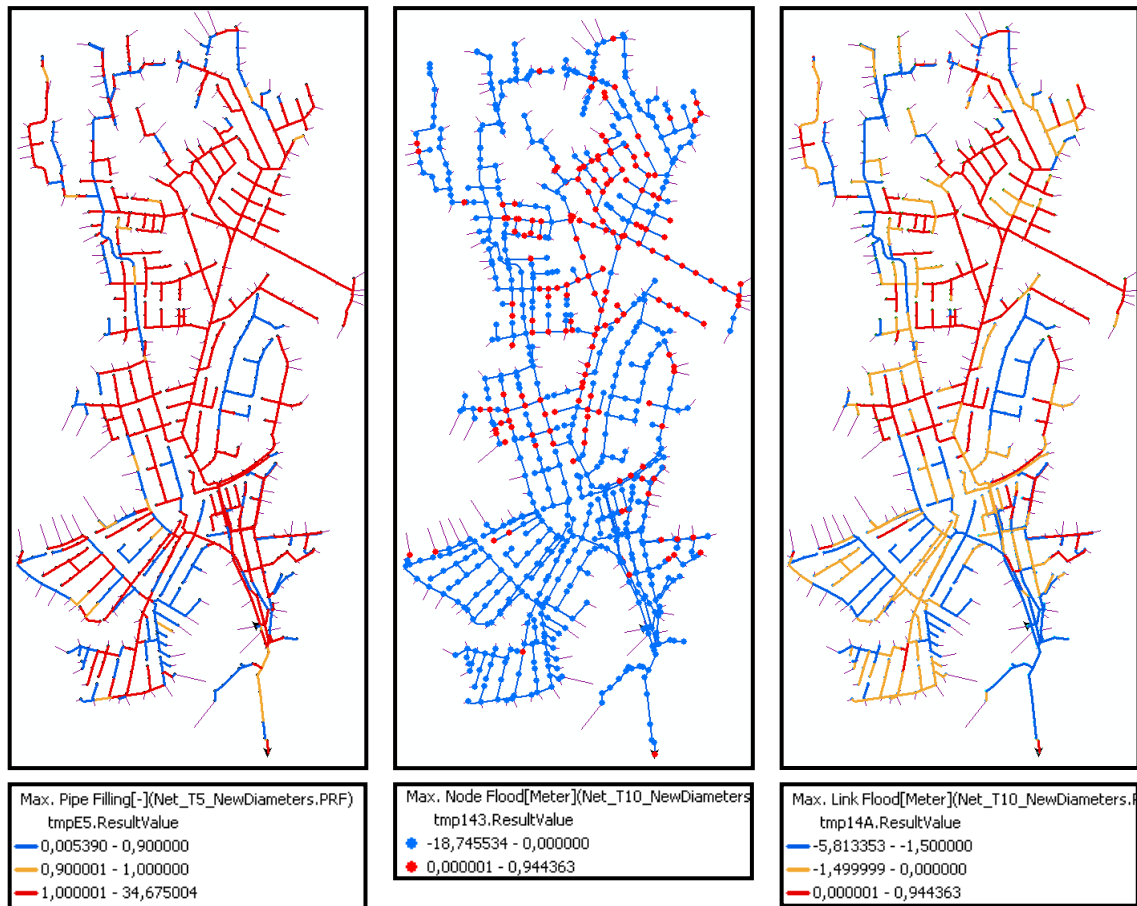 Max. Pipe Filling[-](Net_T5_NewDiameters.PRF)
tmpE5.ResultValue
0,005390 - 0,900000
0,900001 - 1,000000
1,000001 - 34,675004
Max. Node Flood[Meter](Net_T10_NewDiameters
tmp143.ResultValue
-18,745534 - 0,000000
0,000001 - 0,944363
Max. Link Flood[Meter](Net_T10_NewDiameters.P
tmp14A.ResultValue
-5,813353 - -1,500000
-1,499999 - 0,000000
0,000001 - 0,944363